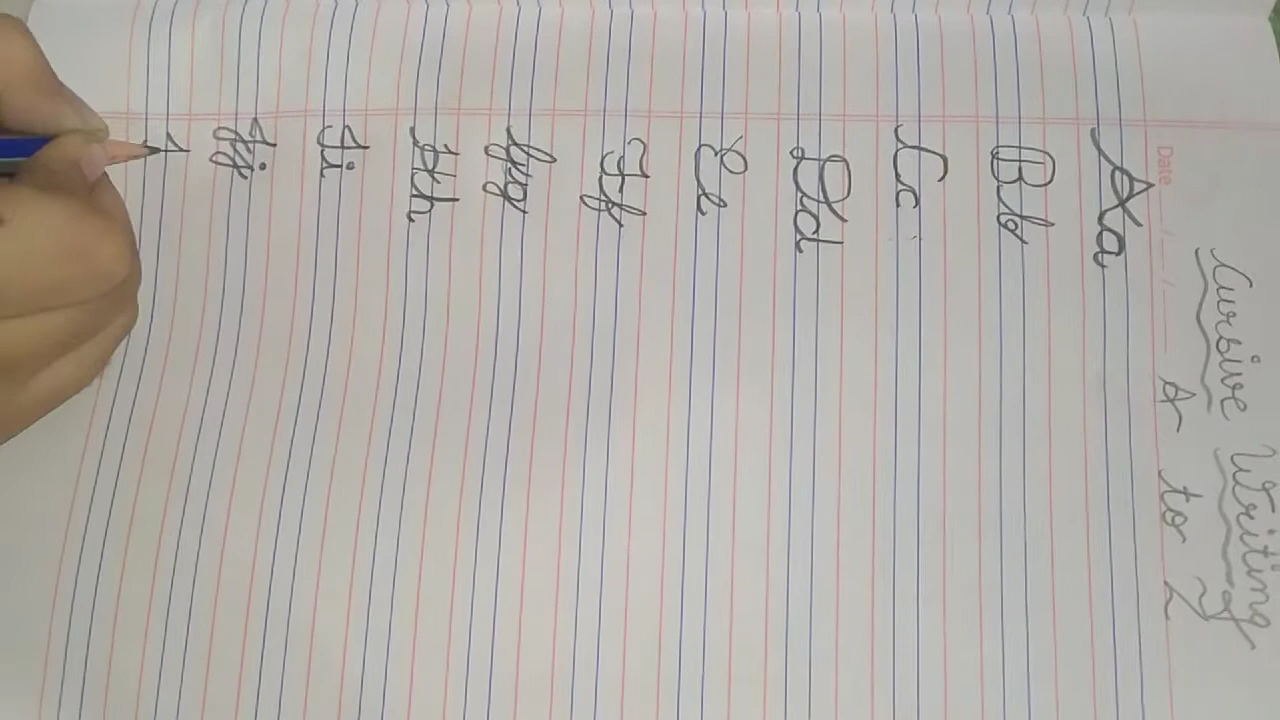 Cursive Writing
A to Z
Date
Aa
Bb
Cc
Dd
Ee
Ff
Gg
Hh
Ii
Jj